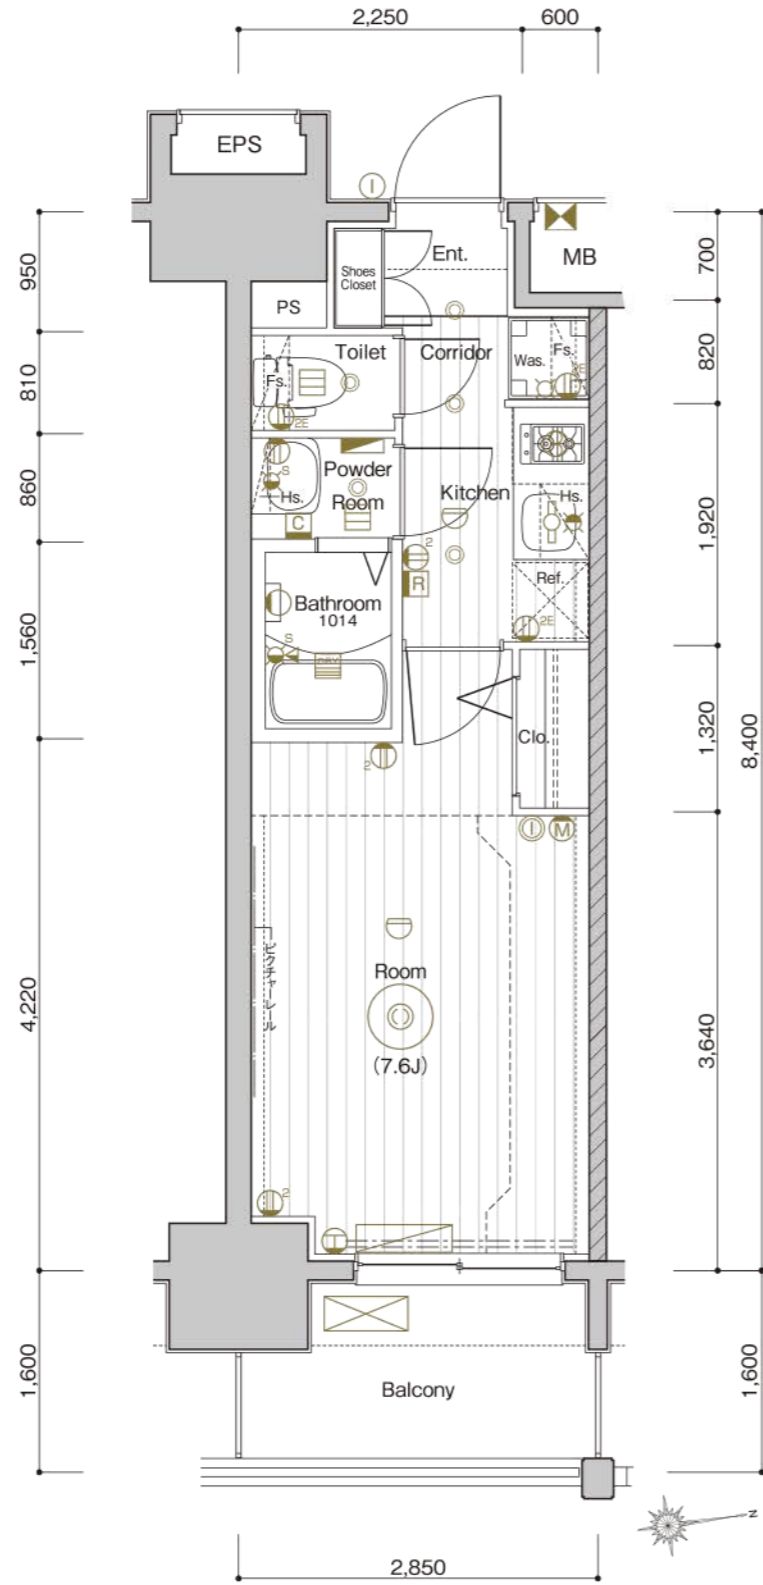 2,250
600
EPS
I
Ent.
MB
Shoes
Closet
950
700
PS
Toilet
Corridor
Was.
Fs.
2E
820
810
Fs.
2E
S
Powder
Room
Hs.
C
860
Kitchen
Hs.
1,920
2
R
Ref.
2E
Bathroom
1014
S
DRY
1,560
Clo.
1,320
8,400
2
I
M
ピクチャーレール
Room
(7.6J)
4,220
3,640
2
Balcony
1,600
1,600
N
2,850